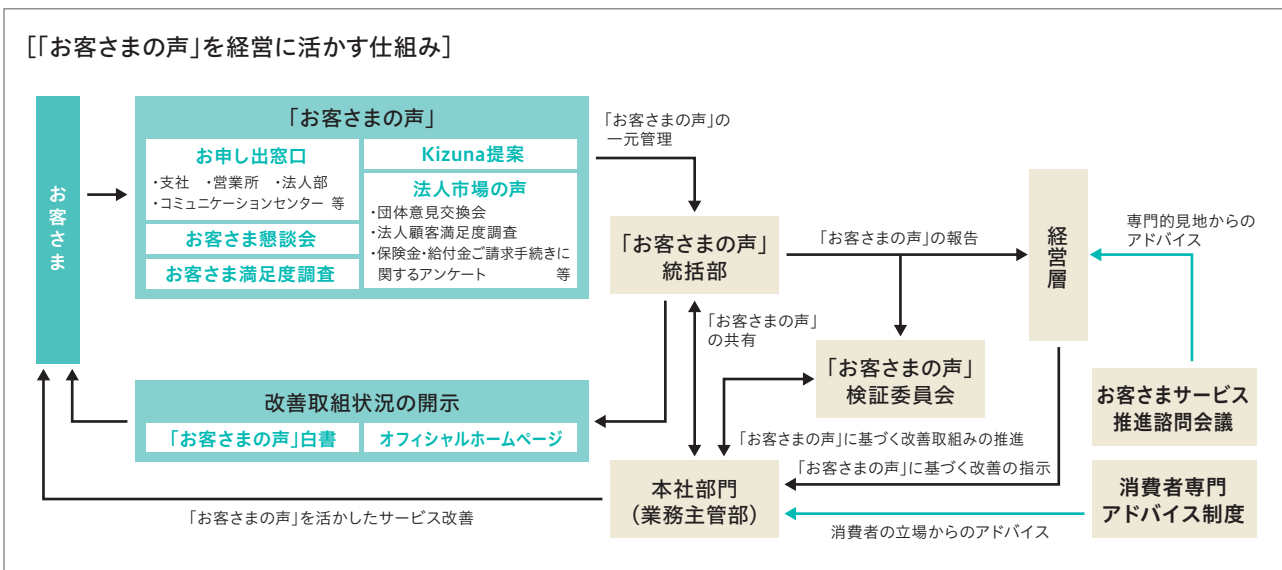 [「お客さまの声」を経営に活かす仕組み]
お客さま
「お客さまの声」
お申し出窓口
・支社 ・営業所 ・法人部
・コミュニケーションセンター 等
お客さま懇談会
お客さま満足度調査
Kizuna提案
法人市場の声
・団体意見交換会
・法人顧客満足度調査
・保険金・給付金ご請求手続きに
関するアンケート 等
「お客さまの声」の
一元管理
「お客さまの声」
統括部
「お客さまの声」の報告
経営層
専門的見地からの
アドバイス
「お客さまの声」
の共有
「お客さまの声」
検証委員会
お客さまサービス
推進諮問会議
改善取組状況の開示
「お客さまの声」白書
オフィシャルホームページ
「お客さまの声」に基づく改善取組みの推進
「お客さまの声」に基づく改善の指示
本社部門
（業務主管部）
消費者専門
アドバイス制度
「お客さまの声」を活かしたサービス改善
消費者の立場からのアドバイス